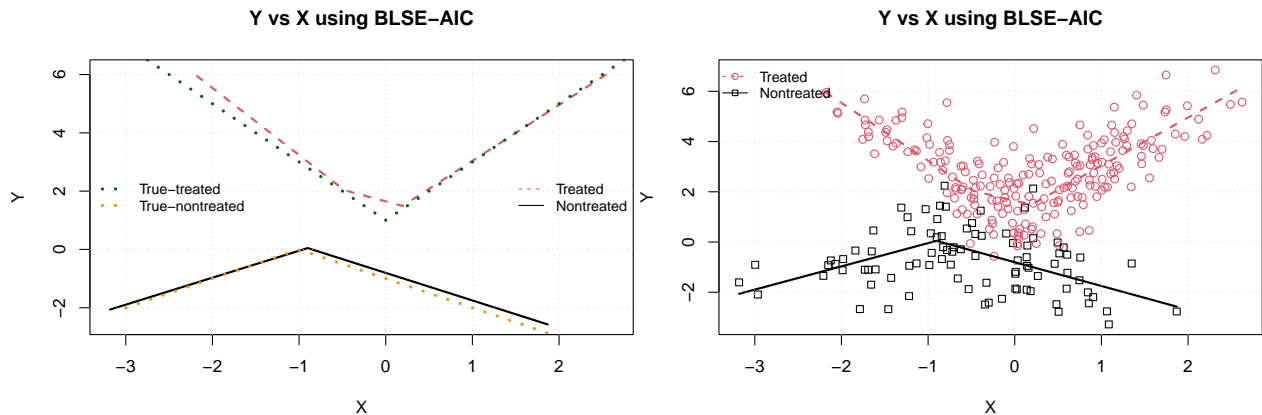 Y vs X using BLSE−AIC
Y
6
4
2
0
−2
True−treated
True−nontreated
Treated
Nontreated
−3 −2 −1 0 1 2
X
Y vs X using BLSE−AIC
Y
6
4
2
0
−2
Treated
Nontreated
−3 −2 −1 0 1 2
X